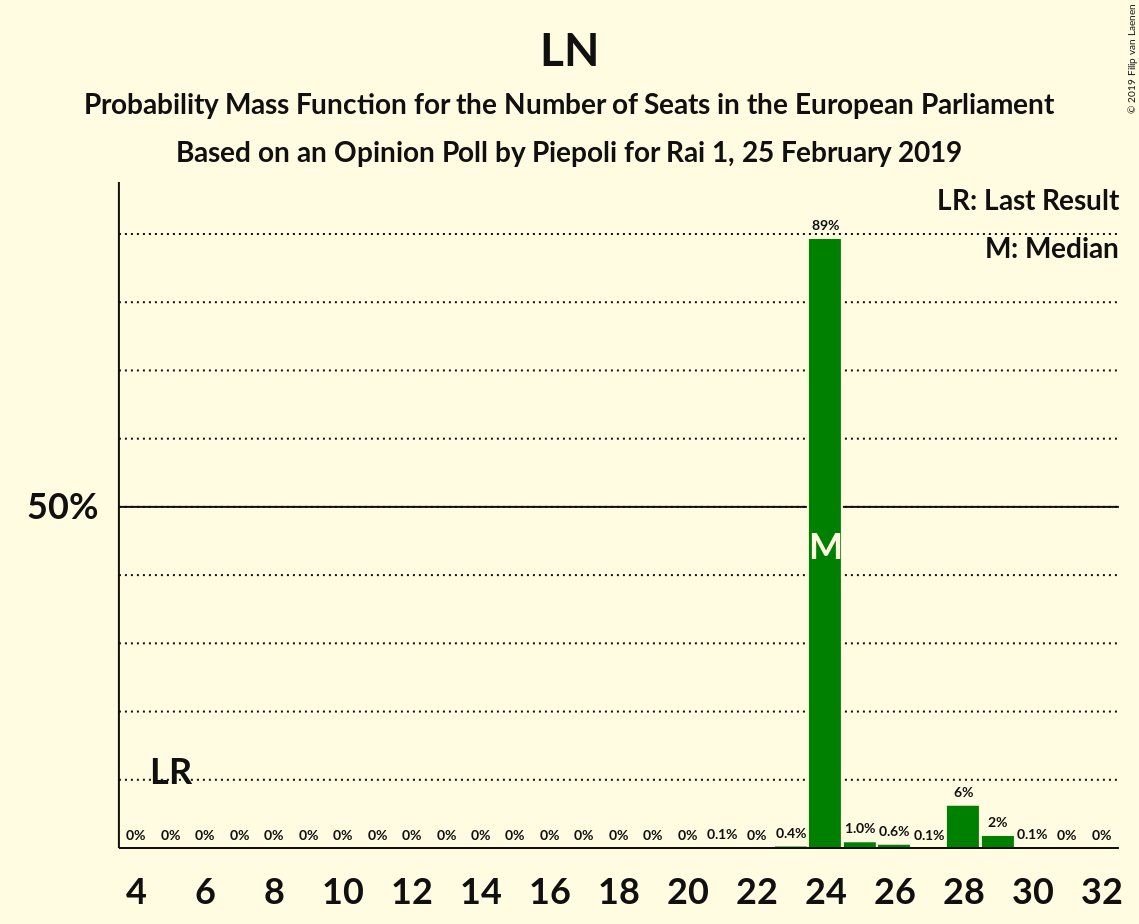 LN
Probability Mass Function for the Number of Seats in the European Parliament
Based on an Opinion Poll by Piepoli for Rai 1, 25 February 2019
© 2019 Filip van Laenen
LR: Last Result
M: Median
89%
50%
M
LR
0% 0% 0% 0% 0% 0% 0% 0% 0% 0% 0% 0% 0% 0% 0% 0% 0% 0.1% 0% 0.4% 1.0% 0.6% 0.1% 6% 2% 0.1% 0% 0%
4 6 8 10 12 14 16 18 20 22 24 26 28 30 32